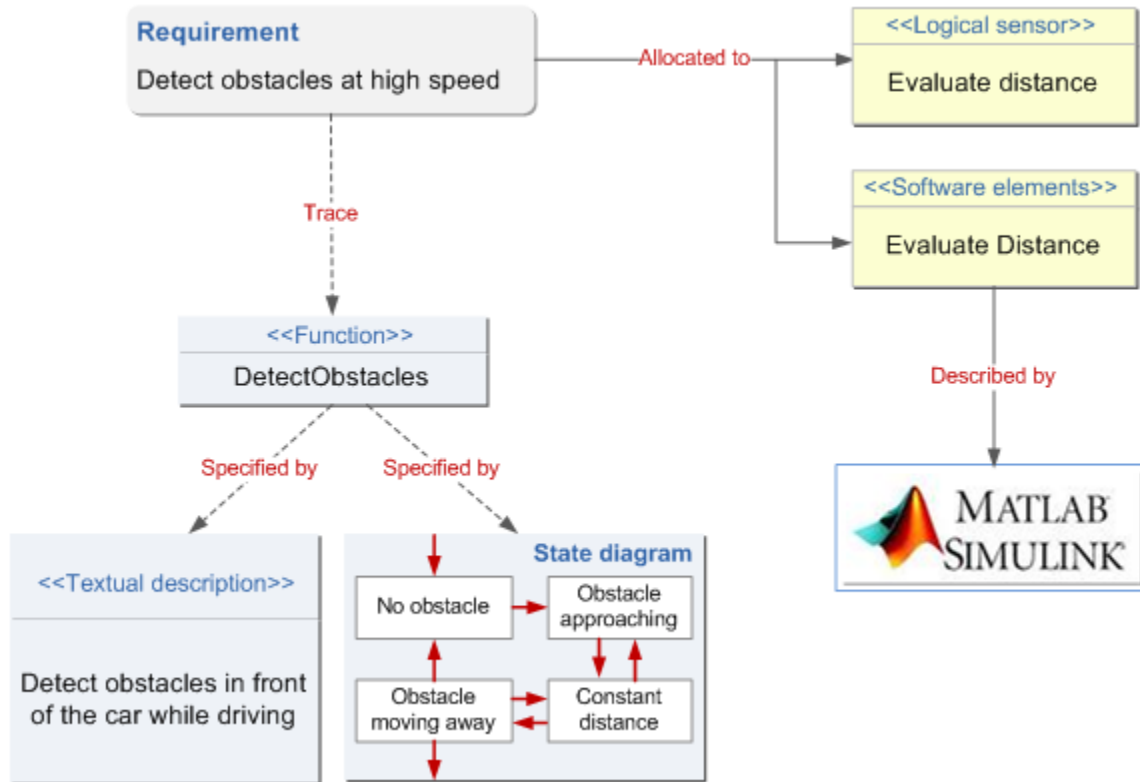 Requirement
Detect obstacles at high speed
Allocated to
<<Logical sensor>>
Evaluate distance
<<Software elements>>
Evaluate Distance
Trace
<<Function>>
DetectObstacles
Described by
Specified by
Specified by
MATLAB
SIMULINK
<<Textual description>>
Detect obstacles in front
of the car while driving
State diagram
No obstacle
Obstacle
approaching
Obstacle
moving away
Constant
distance